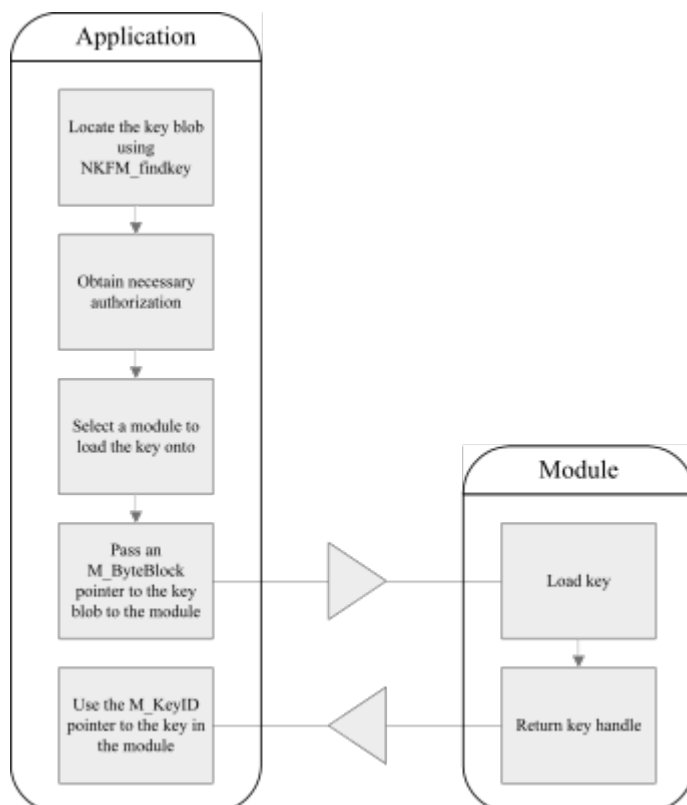 Application
Locate the key blob
using
NKFM_findkey
Obtain necessary
authorization
Select a module to
load the key onto
Pass an
M_ByteBlock
pointer to the key
blob to the module
Use the M_KeyID
pointer to the key in
the module
Module
Load key
Return key handle